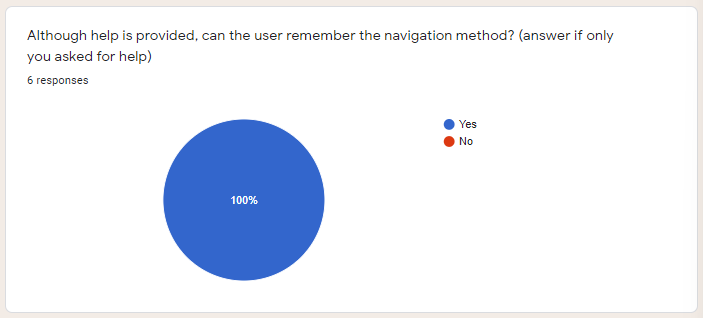 Although help is provided, can the user remember the navigation method? (answer if only
you asked for help)
6 responses
Yes
No
100%